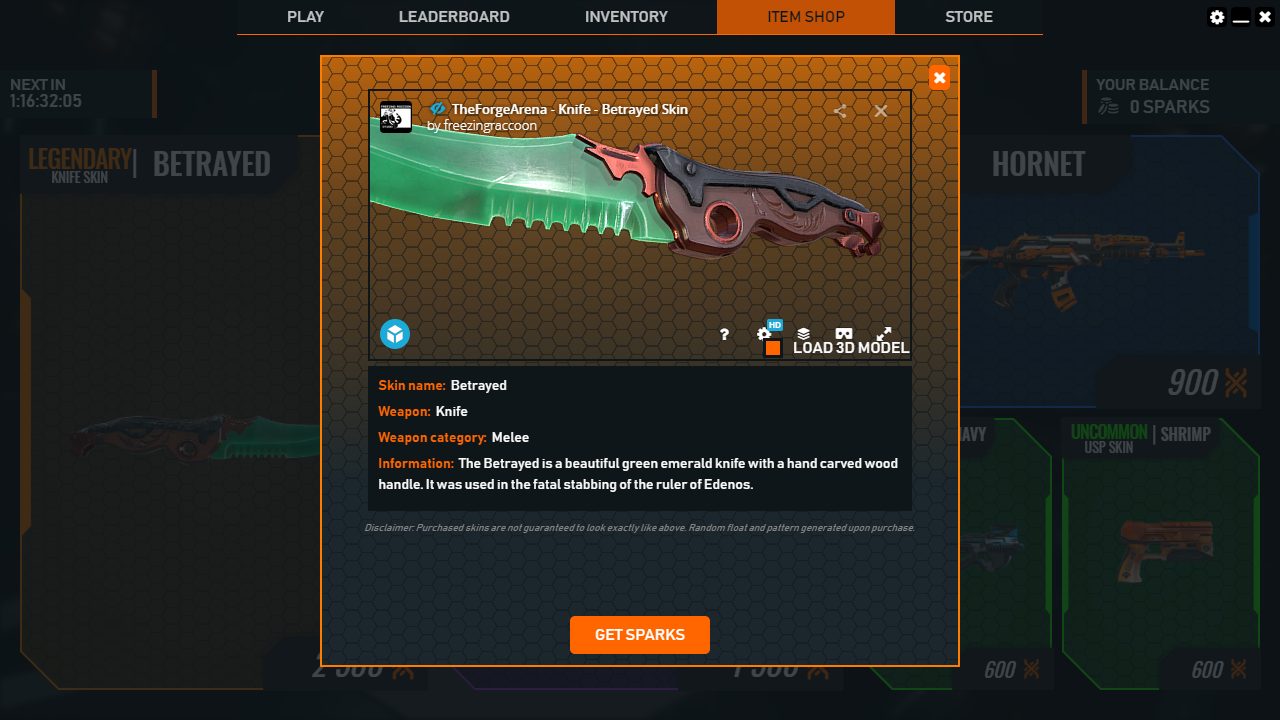 PLAY
LEADERBOARD
INVENTORY
ITEM SHOP
STORE
NEXT IN
1:16:32:05
YOUR BALANCE
0 SPARKS
LEGENDARY
KNIFE SKIN
| BETRAYED
HORNET
TheForgeArena - Knife - Betrayed Skin
by freezingraccoon
?
HD
LOAD 3D MODEL
Skin name: Betrayed
Weapon: Knife
Weapon category: Melee
Information: The Betrayed is a beautiful green emerald knife with a hand carved wood
handle. It was used in the fatal stabbing of the ruler of Edenos.
Disclaimer: Purchased skins are not guaranteed to look exactly like above. Random float and pattern generated upon purchase.
GET SPARKS
900
UNCOMMON | SHRIMP
USP SKIN
600
600